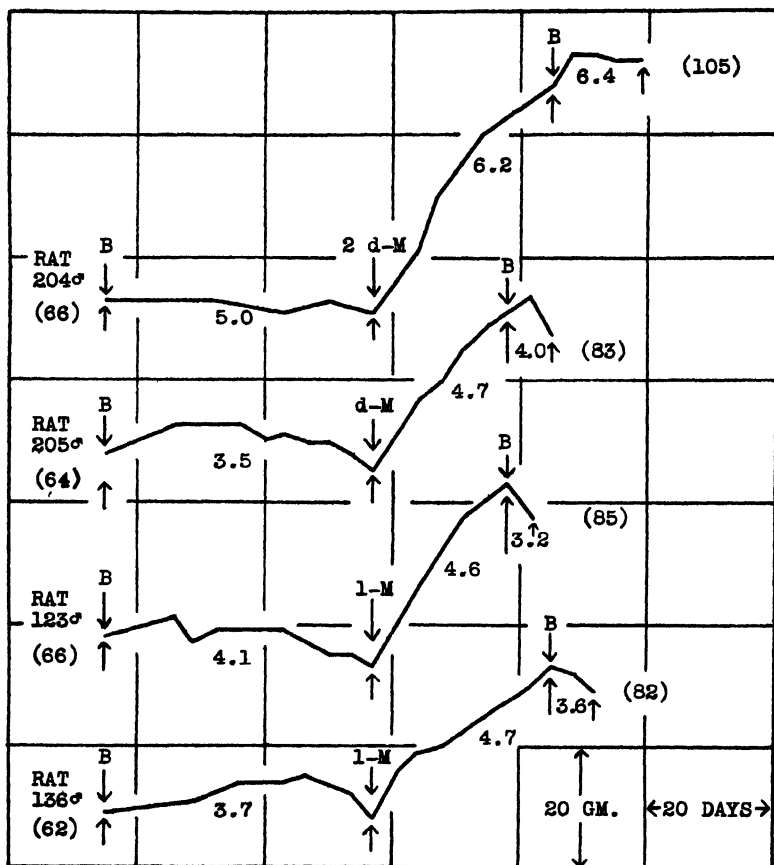 B
6.4 (105)
6.2
2 d-M
B
RAT
204♂
(66)
5.0
B
4.0 (83)
4.7
d-M
B
RAT
205♂
(64)
3.5
B
(85)
3.2
4.6
l-M
B
RAT
123♂
(66)
4.1
B
(82)
3.6
4.7
l-M
B
RAT
136♂
(62)
3.7
20 GM. 20 DAYS